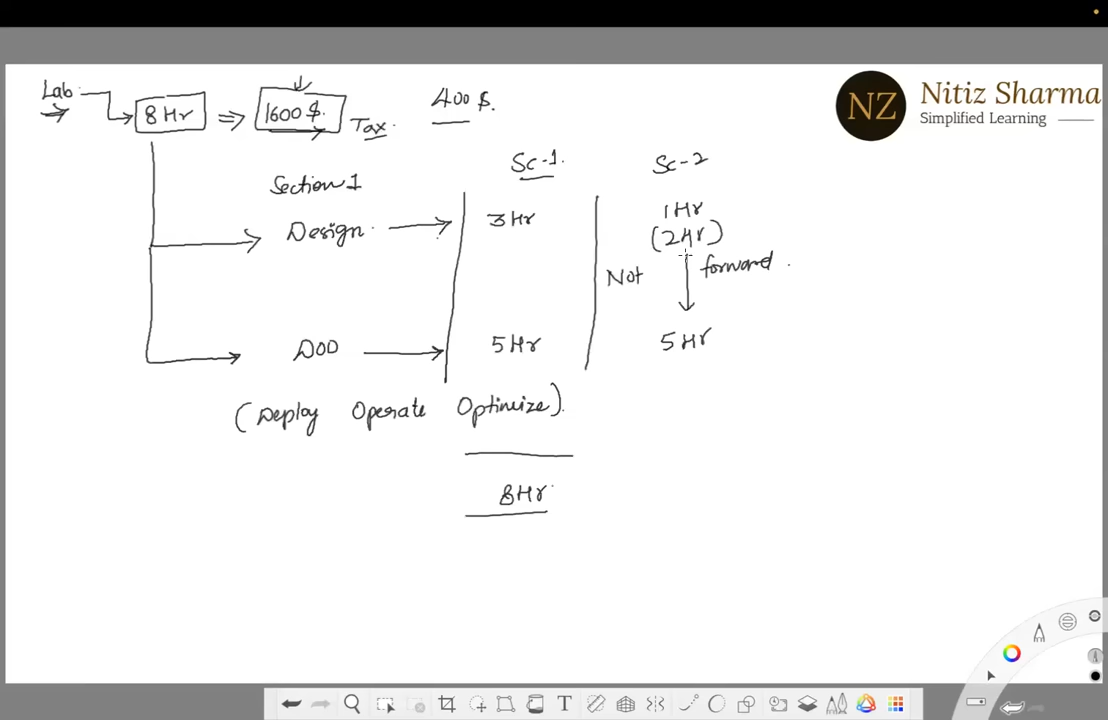 Lab
8 Hr => 1600 $. Tax. 400 $.
NZ
Nitiz Sharma
Simplified Learning
Sc-1. Sc-2
Section 1
Design. 3 Hr 1 Hr
(2 Hr)
Not forward.
DOO 5 Hr 5 Hr
(Deploy Operate Optimize).
8 Hr
T